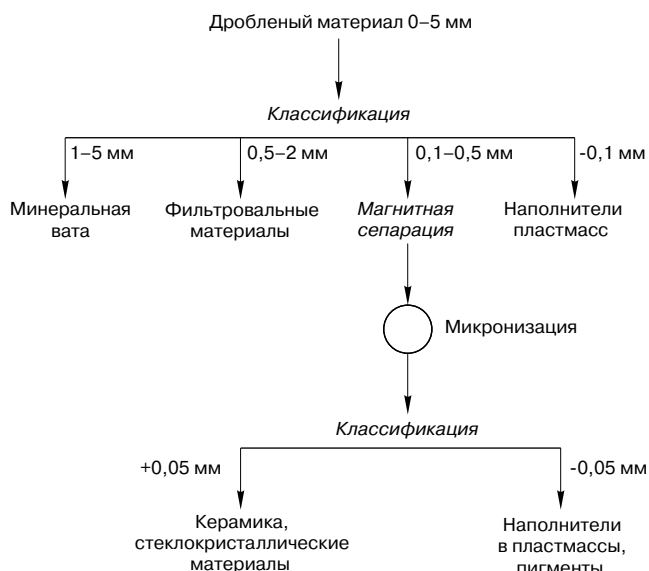 Дробленый материал 0–5 мм
Классификация
1–5 мм
0,5–2 мм
0,1–0,5 мм
-0,1 мм
Минеральная
вата
Фильтровальные
материалы
Магнитная
сепарация
Наполнители
пластмасс
Микронизация
Классификация
+0,05 мм
-0,05 мм
Керамика,
стеклокристаллические
материалы
Наполнители
в пластмассы,
пигменты